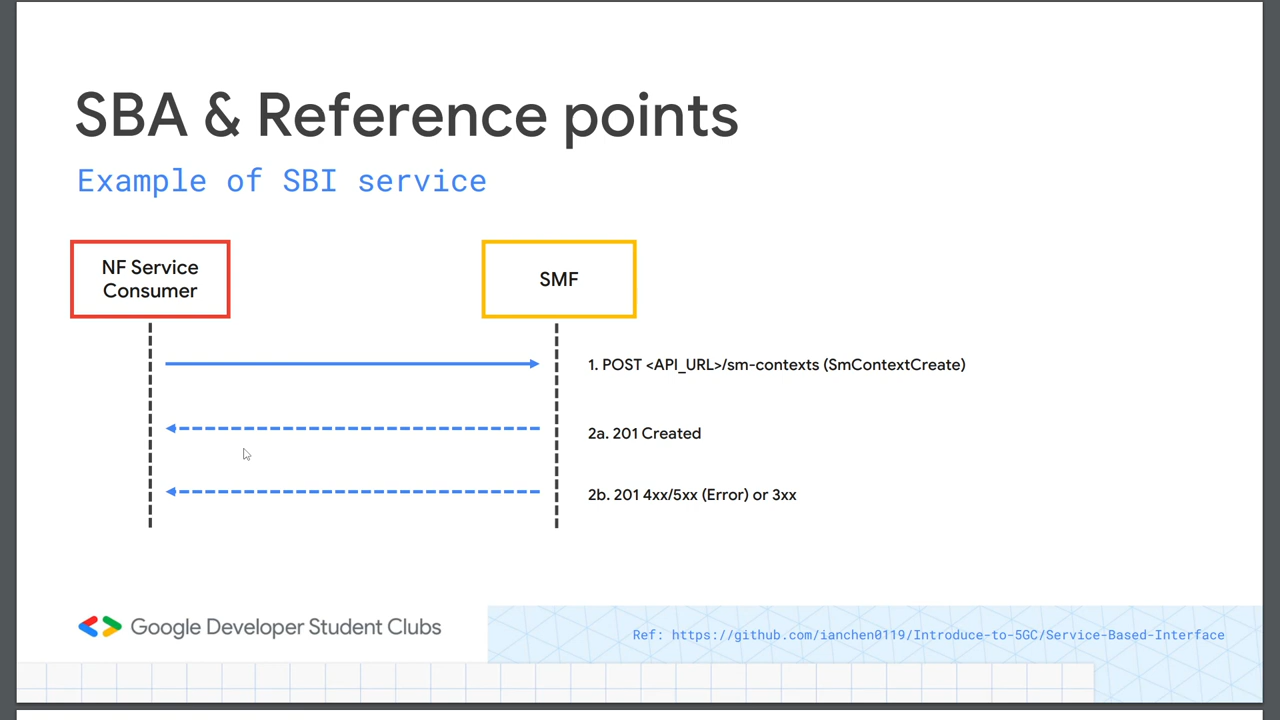 SBA & Reference points
Example of SBI service
NF Service
Consumer
SMF
1. POST <API_URL>/sm-contexts (SmContextCreate)
2a. 201 Created
2b. 201 4xx/5xx (Error) or 3xx
Google Developer Student Clubs
Ref: https://github.com/ianchen0119/Introduce-to-5GC/Service-Based-Interface